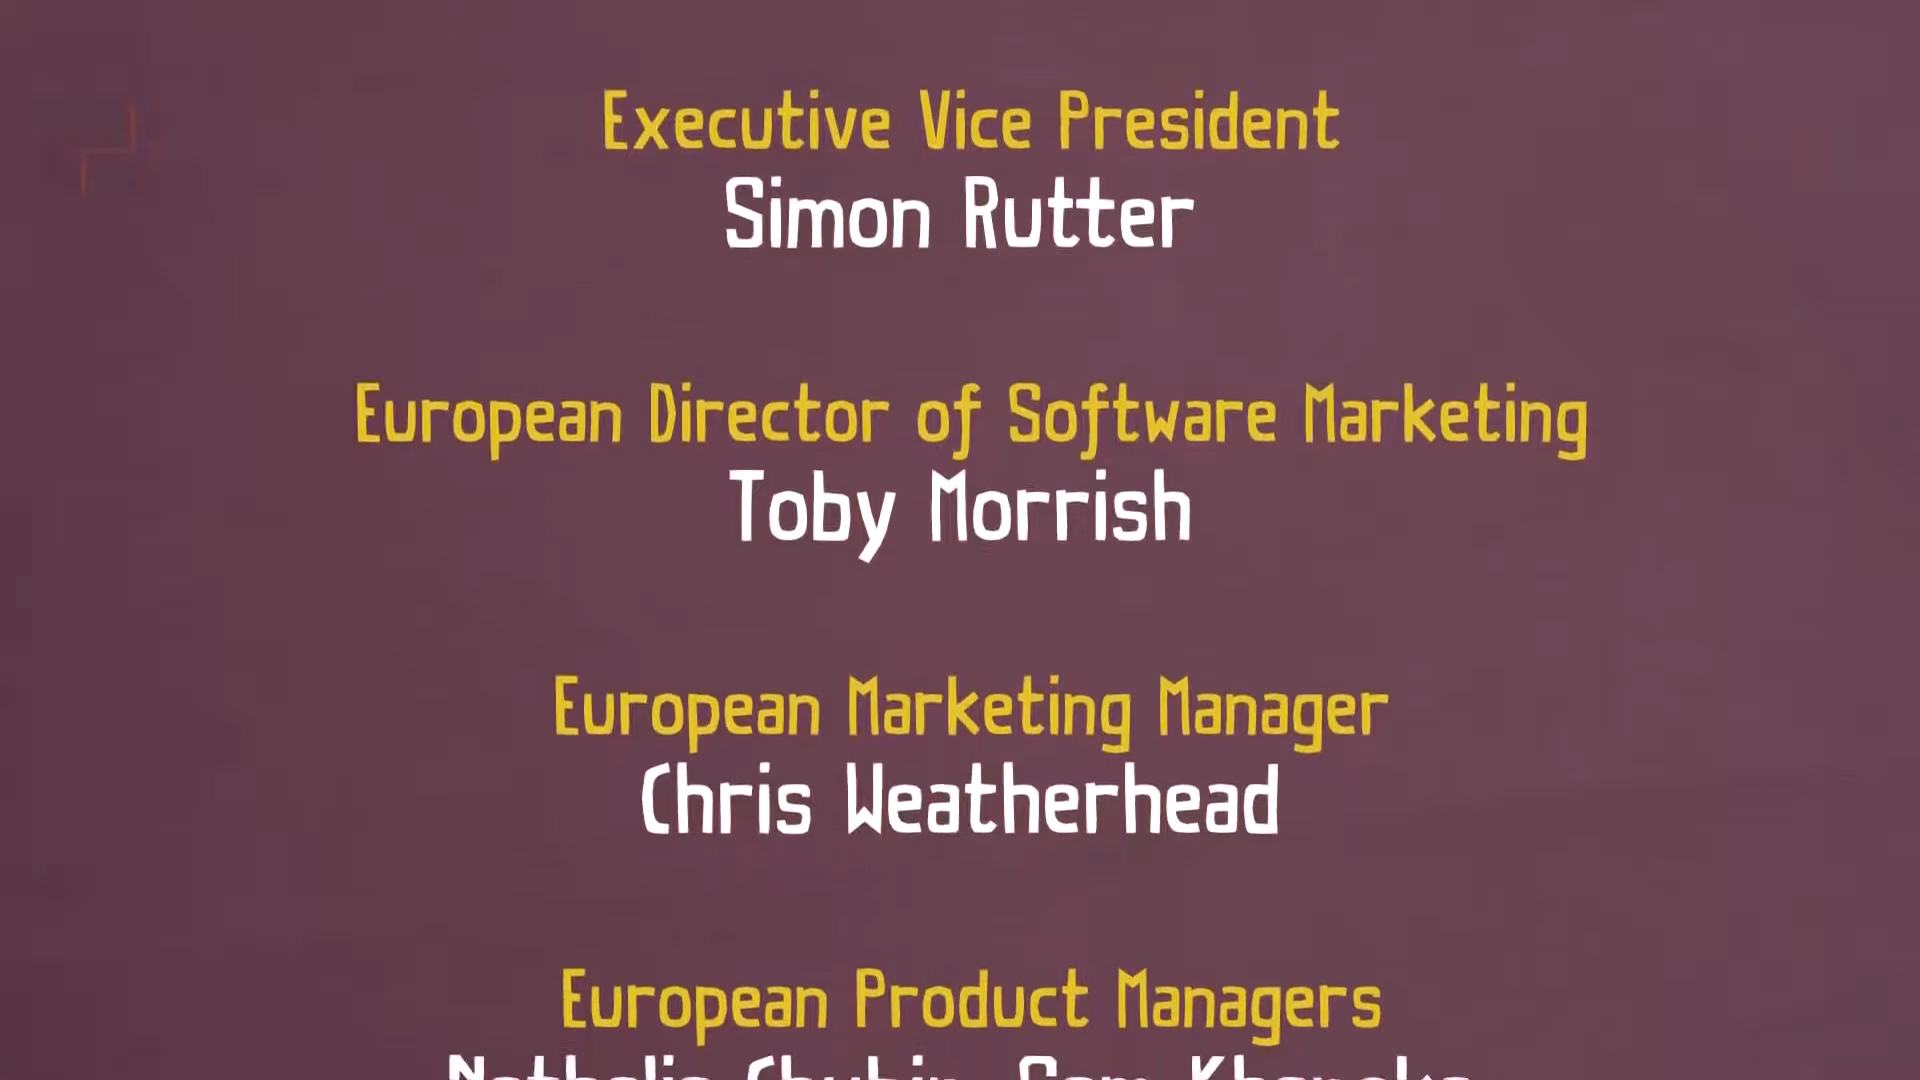 Executive Vice President
Simon Rutter
European Director of Software Marketing
Toby Morrish
European Marketing Manager
Chris Weatherhead
European Product Managers